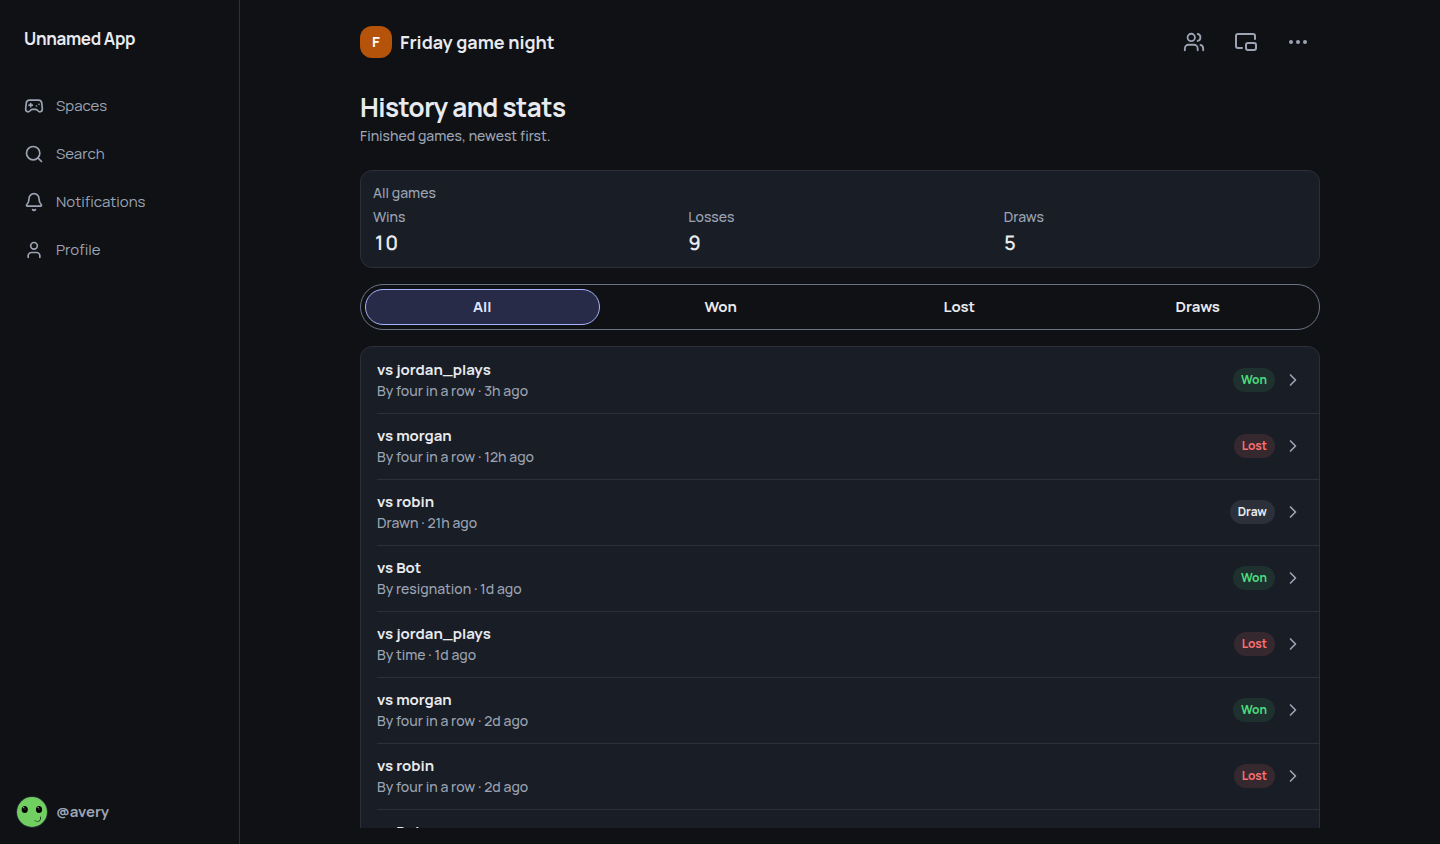 Unnamed App
Spaces
Search
Notifications
Profile
@avery
F Friday game night
History and stats
Finished games, newest first.
All games
Wins Losses Draws
10 9 5
All Won Lost Draws
vs jordan_plays
By four in a row · 3h ago
Won
vs morgan
By four in a row · 12h ago
Lost
vs robin
Drawn · 21h ago
Draw
vs Bot
By resignation · 1d ago
Won
vs jordan_plays
By time · 1d ago
Lost
vs morgan
By four in a row · 2d ago
Won
vs robin
By four in a row · 2d ago
Lost